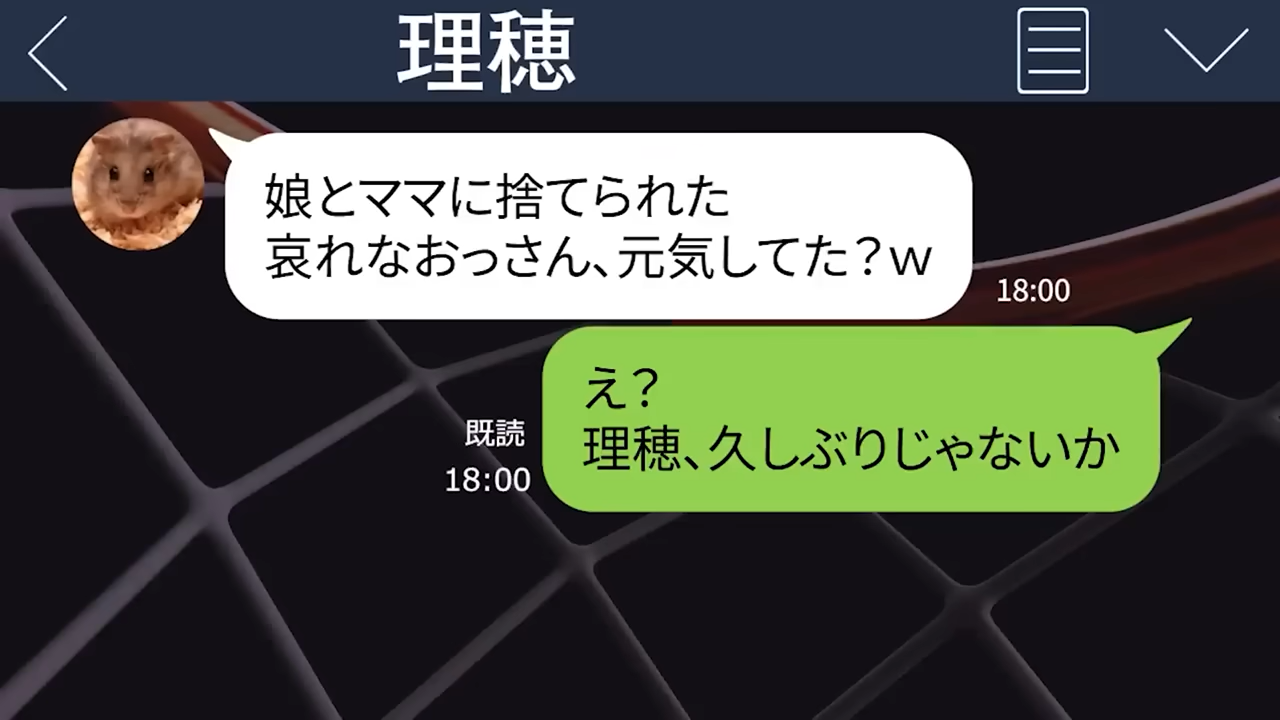 理穂
娘とママに捨てられた
哀れなおっさん、元気してた？ｗ
18:00
え？
理穂、久しぶりじゃないか
既読
18:00